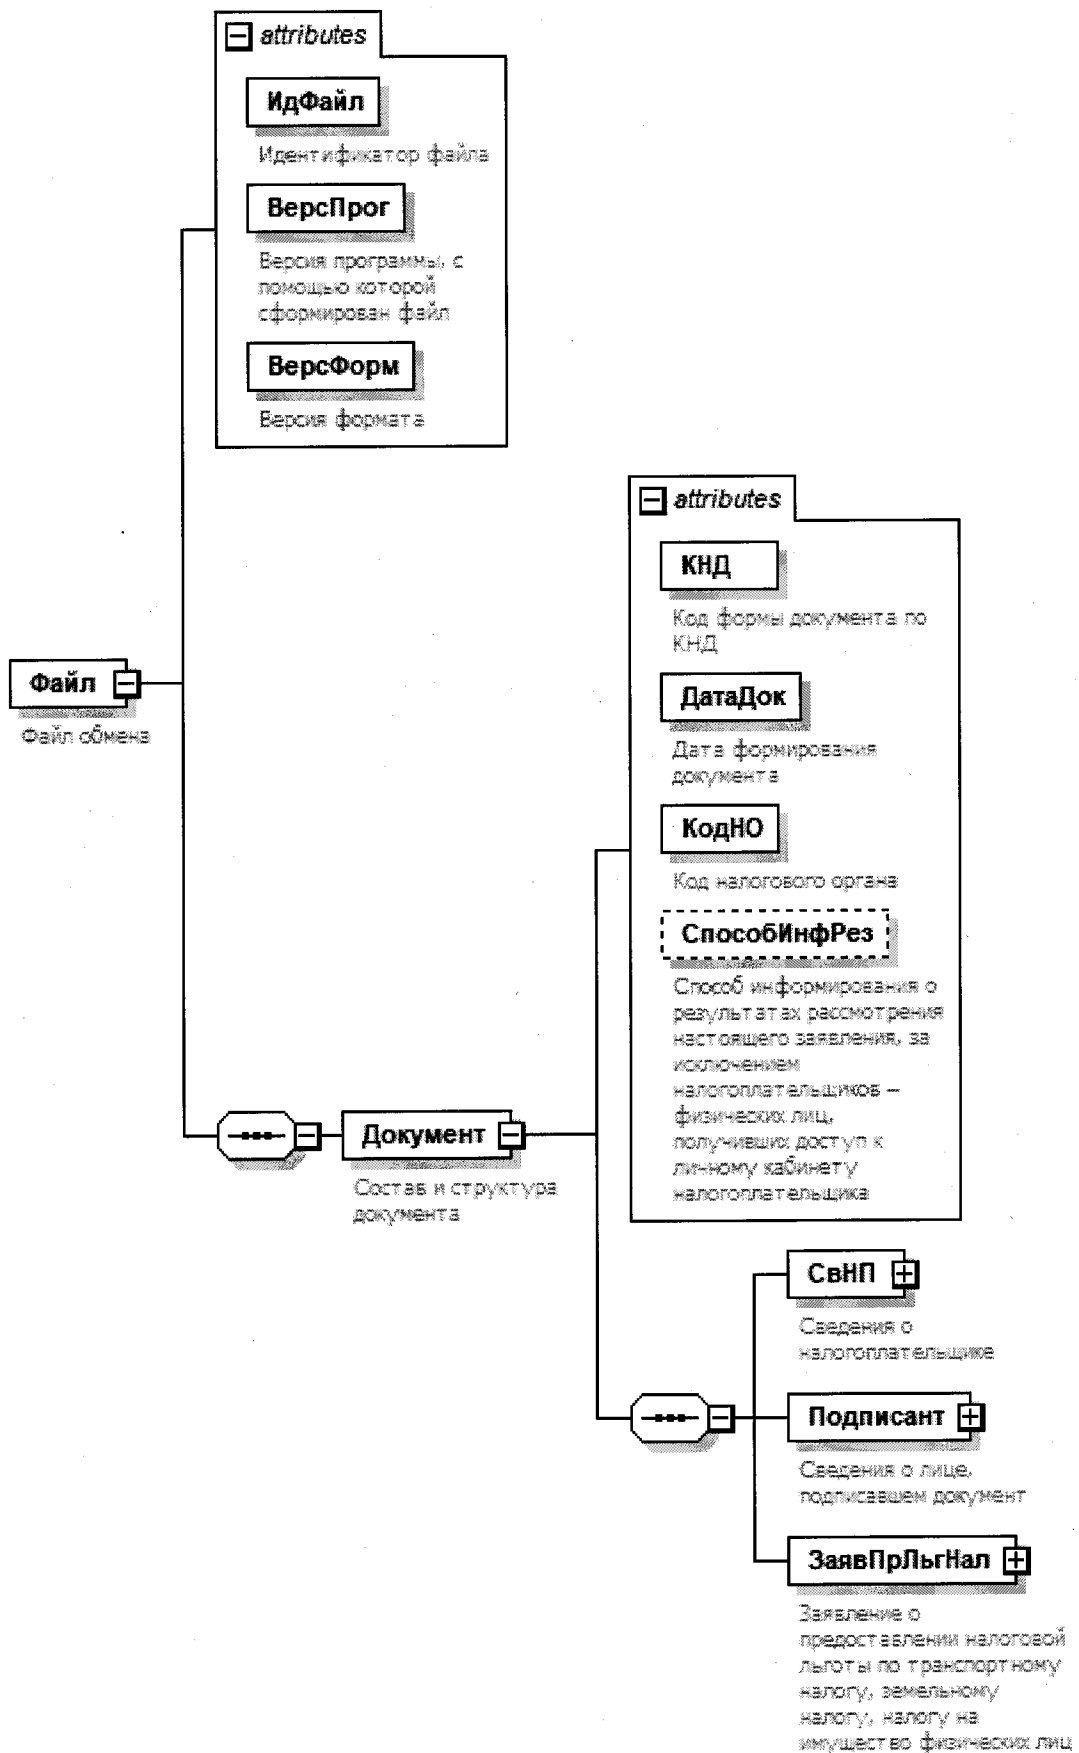 attributes
ИдФайл
Идентификатор файла
ВерсПрог
Версия программы, с
помощью которой
сформирован файл
ВерсФорм
Версия формата
attributes
КНД
Код формы документа по
КНД
Файл
Файл обмена
ДатаДок
Дата формирования
документа
КодНО
Код налогового органа
СпособИнфРез
Способ информирования о
результатах рассмотрения
настоящего заявления, за
исключением
налогоплательщиков –
физических лиц,
получивших доступ к
личному кабинету
налогоплательщика
Документ
Состав и структура
документа
СвНП
Сведения о
налогоплательщике
Подписант
Сведения о лице,
подписавшем документ
ЗаявПрЛьгНал
Заявление о
предоставлении налоговой
льготы по транспортному
налогу, земельному
налогу, налогу на
имущество физических лиц